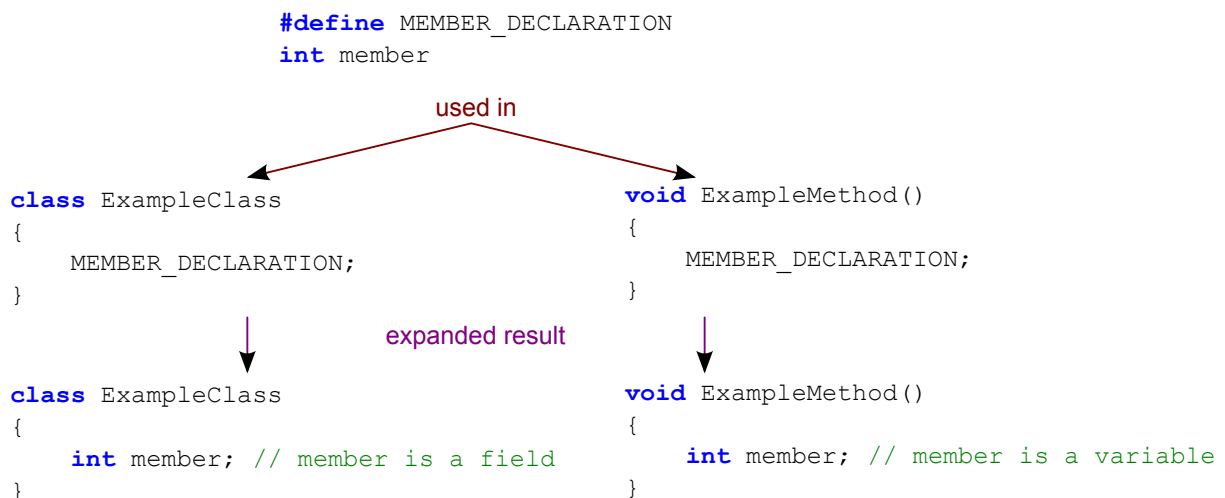 #define MEMBER_DECLARATION
int member
used in
class ExampleClass
{
    MEMBER_DECLARATION;
}
void ExampleMethod()
{
    MEMBER_DECLARATION;
}
expanded result
class ExampleClass
{
    int member; // member is a field
}
void ExampleMethod()
{
    int member; // member is a variable
}